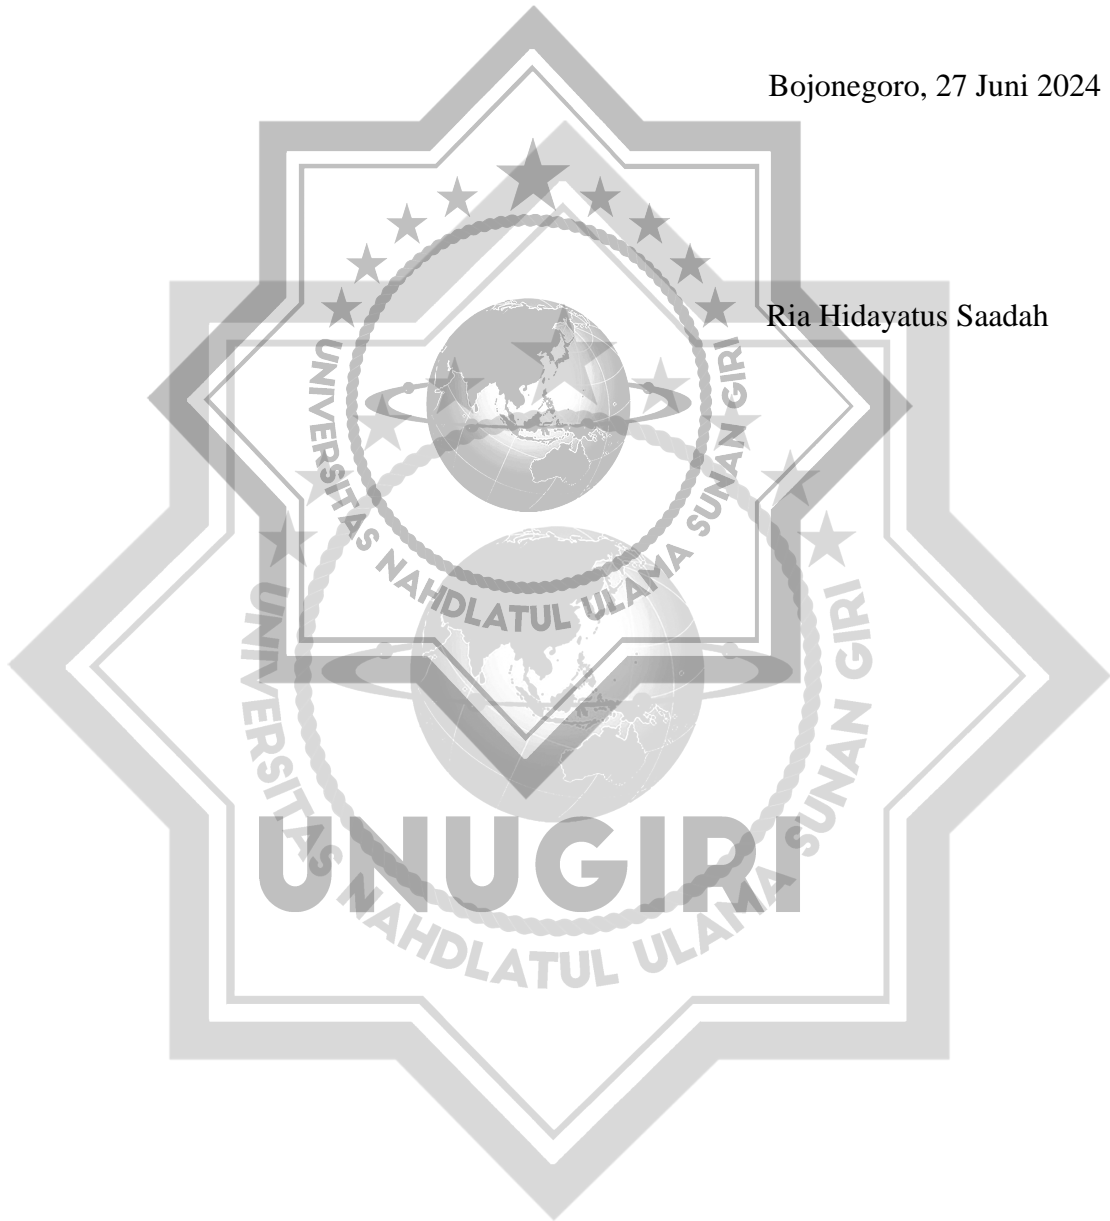 Bojonegoro, 27 Juni 2024
Ria Hidayatus Saadah
UNIVERSITAS NAHDLATUL ULAMA SUNAN GIRI
UNIVERSITAS NAHDLATUL ULAMA SUNAN GIRI
UNUGIRI